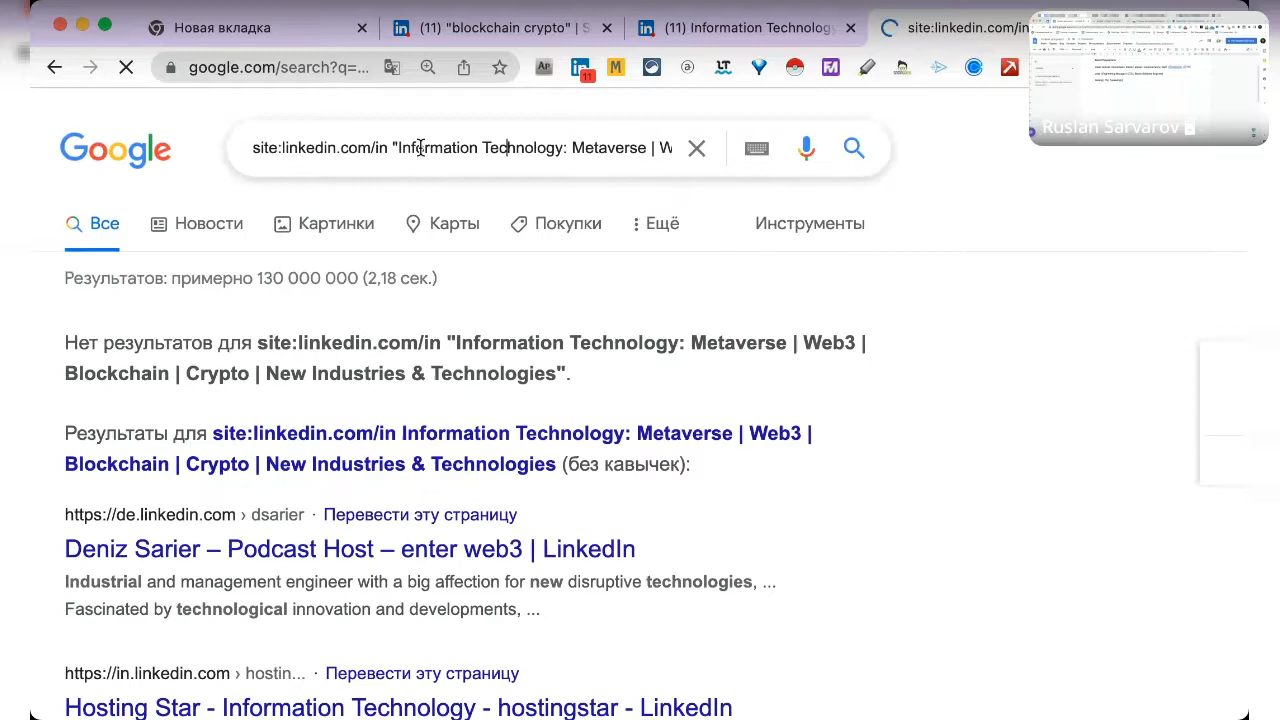 Новая вкладка
(11) "B
o" | S
(11) Information
site:linkedin.com/in
google.com/search?q=...
11
Ruslan Sarvarov
Google
site:linkedin.com/in "Information Technology: Metaverse | W
Все
Новости
Картинки
Карты
Покупки
Ещё
Инструменты
Результатов: примерно 130 000 000 (2,18 сек.)
Нет результатов для site:linkedin.com/in "Information Technology: Metaverse | Web3 |
Blockchain | Crypto | New Industries & Technologies".
Результаты для site:linkedin.com/in Information Technology: Metaverse | Web3 |
Blockchain | Crypto | New Industries & Technologies (без кавычек):
https://de.linkedin.com › dsarier · Перевести эту страницу
Deniz Sarier – Podcast Host – enter web3 | LinkedIn
Industrial and management engineer with a big affection for new disruptive technologies, ...
Fascinated by technological innovation and developments, ...
https://in.linkedin.com › hostin... · Перевести эту страницу
Hosting Star - Information Technology - hostingstar - LinkedIn